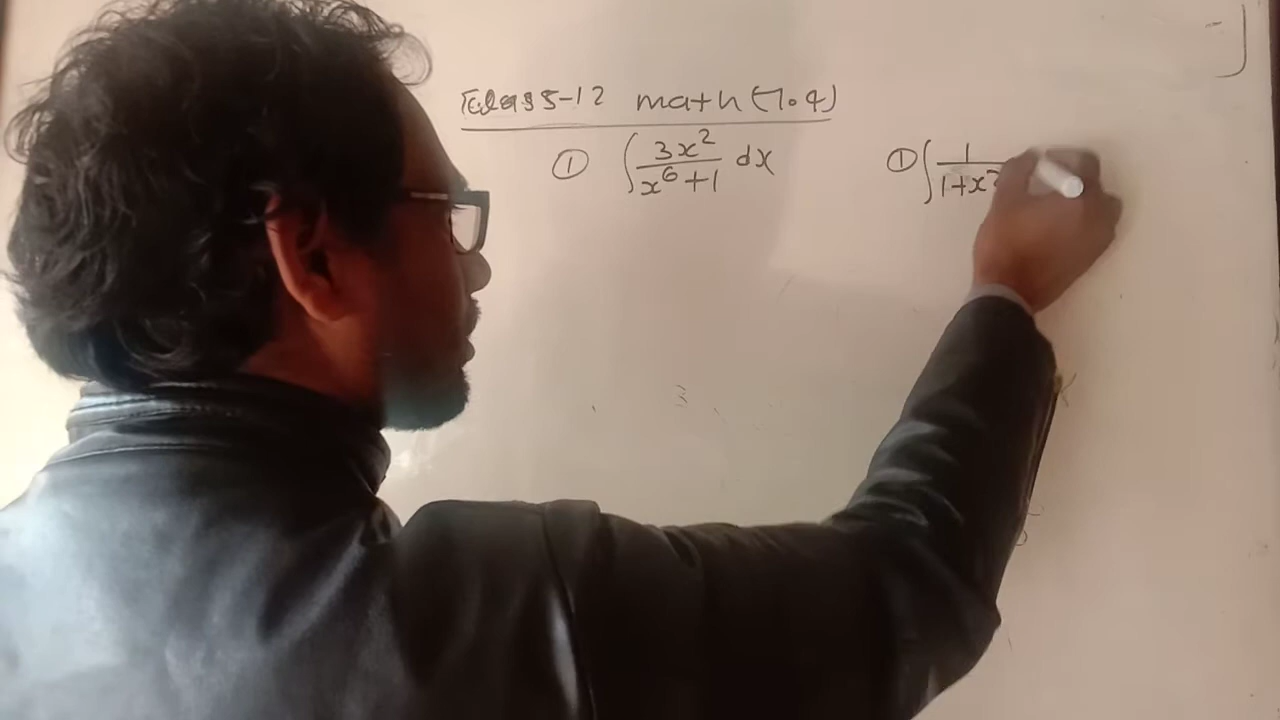 Class-12 math (7.4)
① ∫ 3x²/x⁶+1 dx
① ∫ 1/1+x²